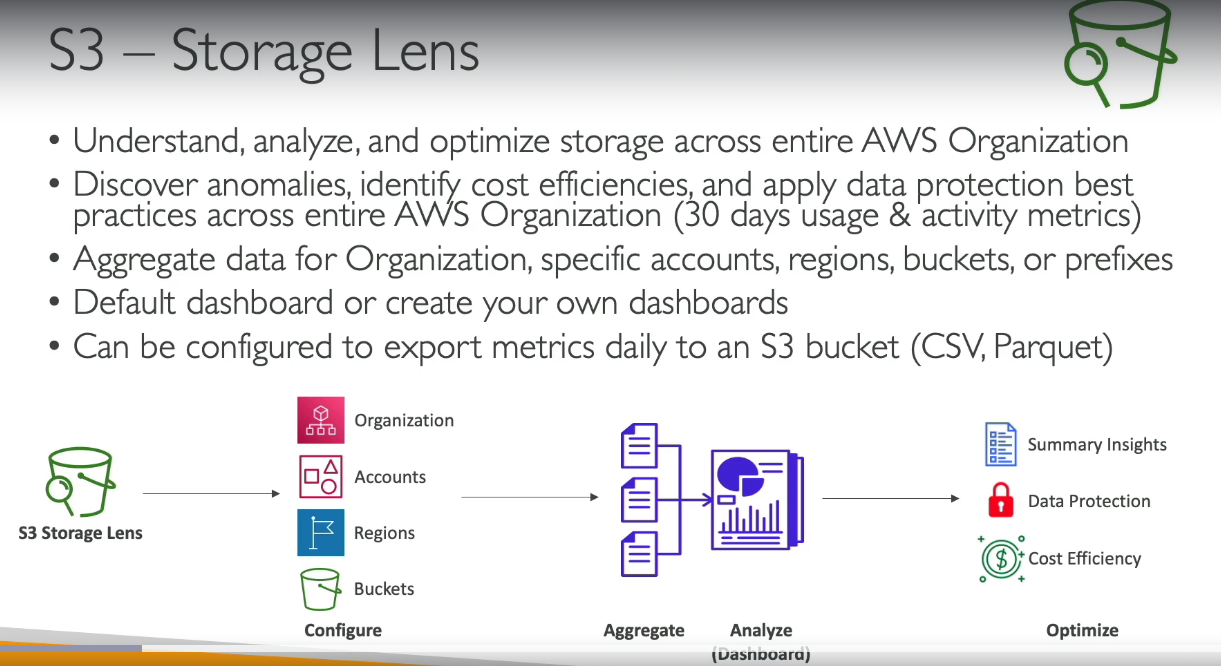 S3 – Storage Lens
• Understand, analyze, and optimize storage across entire AWS Organization
• Discover anomalies, identify cost efficiencies, and apply data protection best
practices across entire AWS Organization (30 days usage & activity metrics)
• Aggregate data for Organization, specific accounts, regions, buckets, or prefixes
• Default dashboard or create your own dashboards
• Can be configured to export metrics daily to an S3 bucket (CSV, Parquet)
S3 Storage Lens
Organization
Accounts
Regions
Buckets
Configure
Aggregate
Analyze
(Dashboard)
Summary Insights
Data Protection
$
Cost Efficiency
Optimize